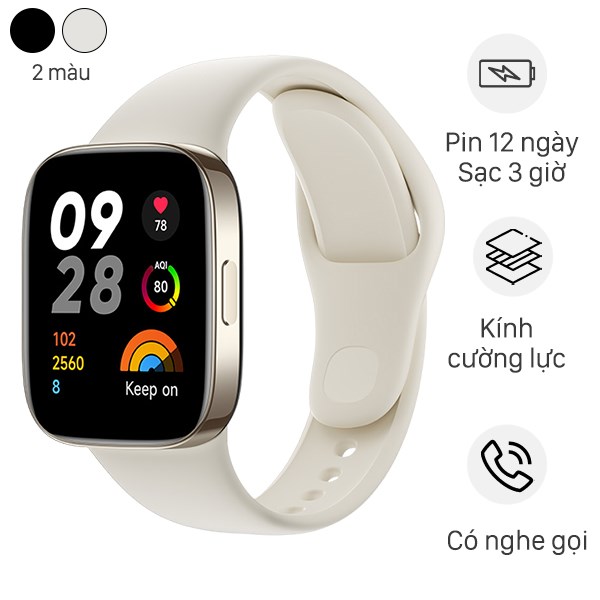 2 màu
09
28
78
AQI
80
102
2560
8
Keep on
Pin 12 ngày
Sạc 3 giờ
Kính
cường lực
Có nghe gọi